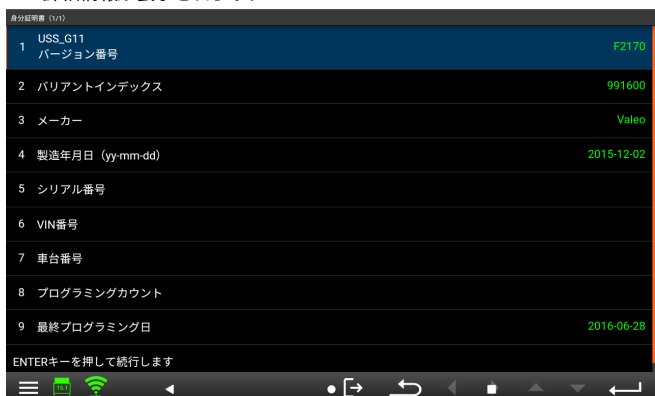 身分証明書 (1/1)
1 USS_G11
バージョン番号 F2170
2 バリアントインデックス 991600
3 メーカー Valeo
4 製造年月日 (yy-mm-dd) 2015-12-02
5 シリアル番号
6 VIN番号
7 車台番号
8 プログラミングカウント
9 最終プログラミング日 2016-06-28
ENTERキーを押して続行します